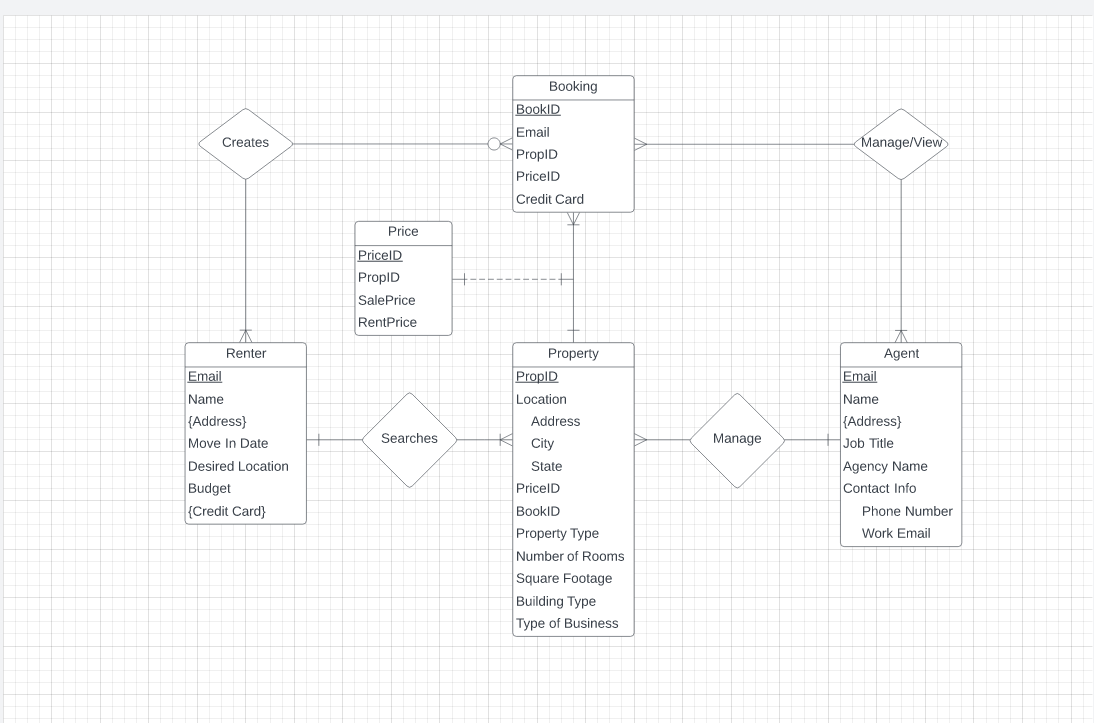 Booking
BookID
Email
PropID
PriceID
Credit Card
Creates
Manage/View
Price
PriceID
PropID
SalePrice
RentPrice
Renter
Email
Name
{Address}
Move In Date
Desired Location
Budget
{Credit Card}
Searches
Property
PropID
Location
Address
City
State
PriceID
BookID
Property Type
Number of Rooms
Square Footage
Building Type
Type of Business
Manage
Agent
Email
Name
{Address}
Job Title
Agency Name
Contact Info
Phone Number
Work Email